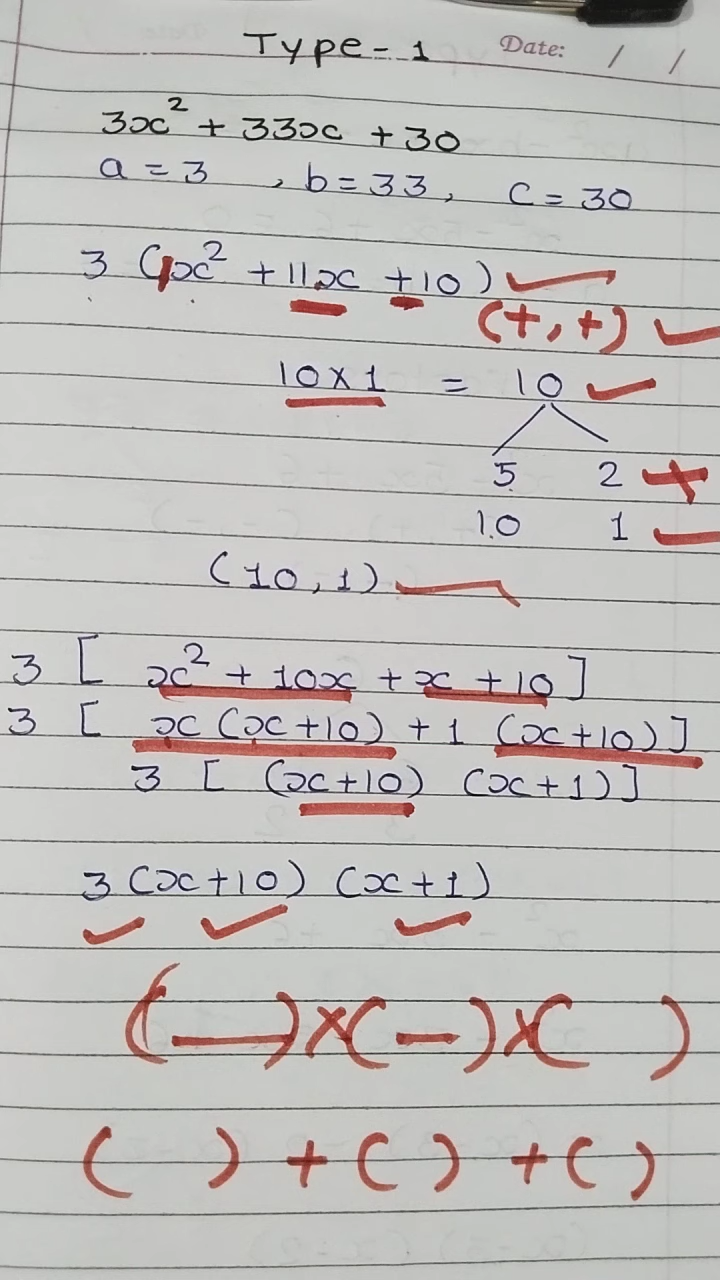 Type - 1 Date: / /
3x² + 33x + 30
a = 3 , b = 33, c = 30
3 (1x² + 11x + 10)
(+, +)
10 x 1 = 10
5 2
10 1
(10, 1)
3 [ x² + 10x + x + 10 ]
3 [ x (x + 10) + 1 (x + 10) ]
3 [ (x + 10) (x + 1) ]
3 (x + 10) (x + 1)
(—) × (—) × ( )
( ) + ( ) + ( )